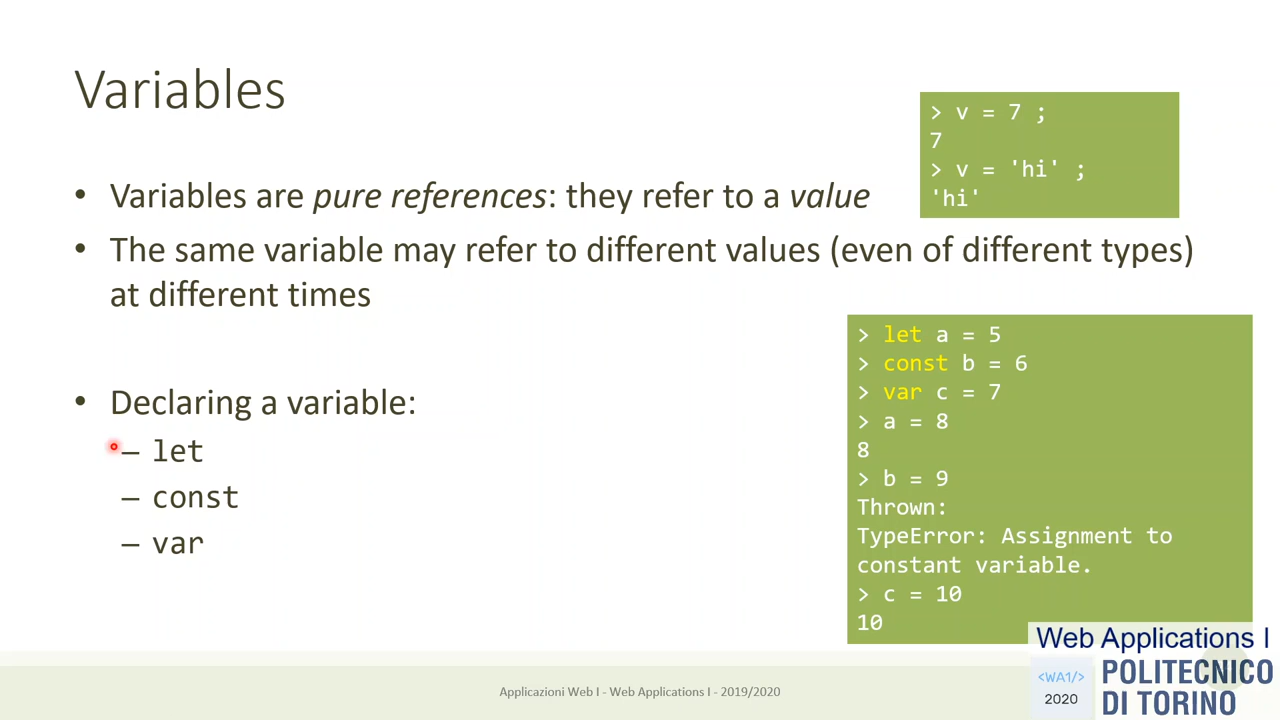 Variables
> v = 7 ;
7
> v = 'hi' ;
'hi'
• Variables are pure references: they refer to a value
• The same variable may refer to different values (even of different types)
at different times
• Declaring a variable:
– let
– const
– var
> let a = 5
> const b = 6
> var c = 7
> a = 8
8
> b = 9
Thrown:
TypeError: Assignment to
constant variable.
> c = 10
10
Applicazioni Web I - Web Applications I - 2019/2020
Web Applications I
<WA1/>
2020
POLITECNICO
DI TORINO